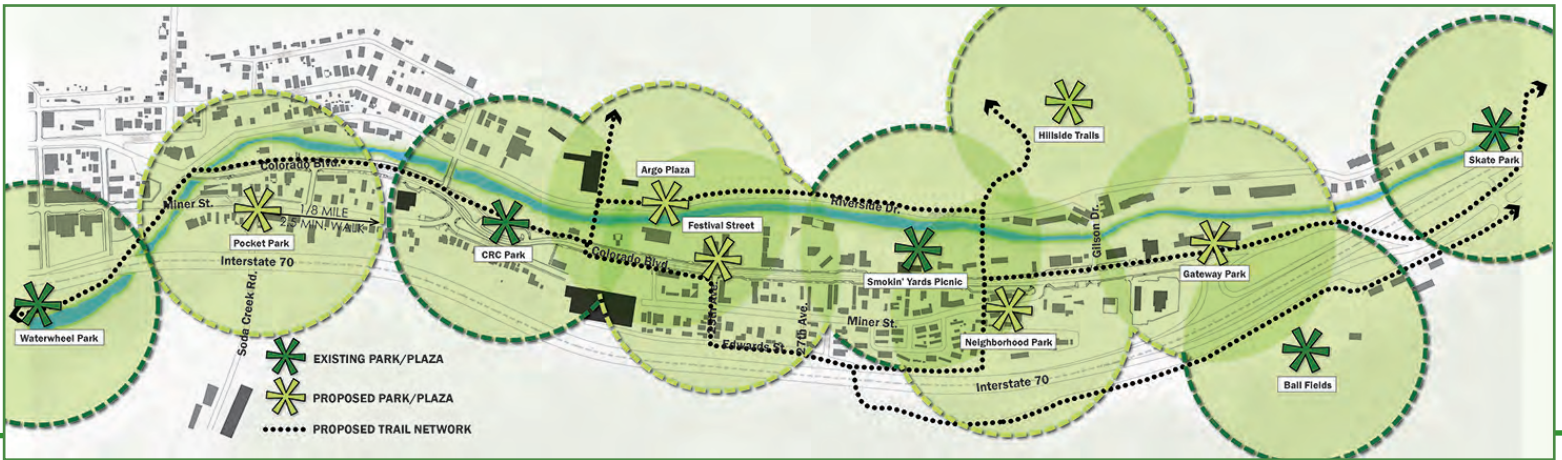 Hillside Trails
Skate Park
Argo Plaza
Colorado Blvd.
Miner St.
1/8 MILE
2.5 MIN. WALK
Pocket Park
Riverside Dr.
Festival Street
CRC Park
Colorado Blvd.
Gilson Dr.
Interstate 70
Smokin' Yards Picnic
Gateway Park
Soda Creek Rd.
23rd Ave.
27th Ave.
Miner St.
Waterwheel Park
Neighborhood Park
Edwards St.
EXISTING PARK/PLAZA
Interstate 70
Ball Fields
PROPOSED PARK/PLAZA
PROPOSED TRAIL NETWORK